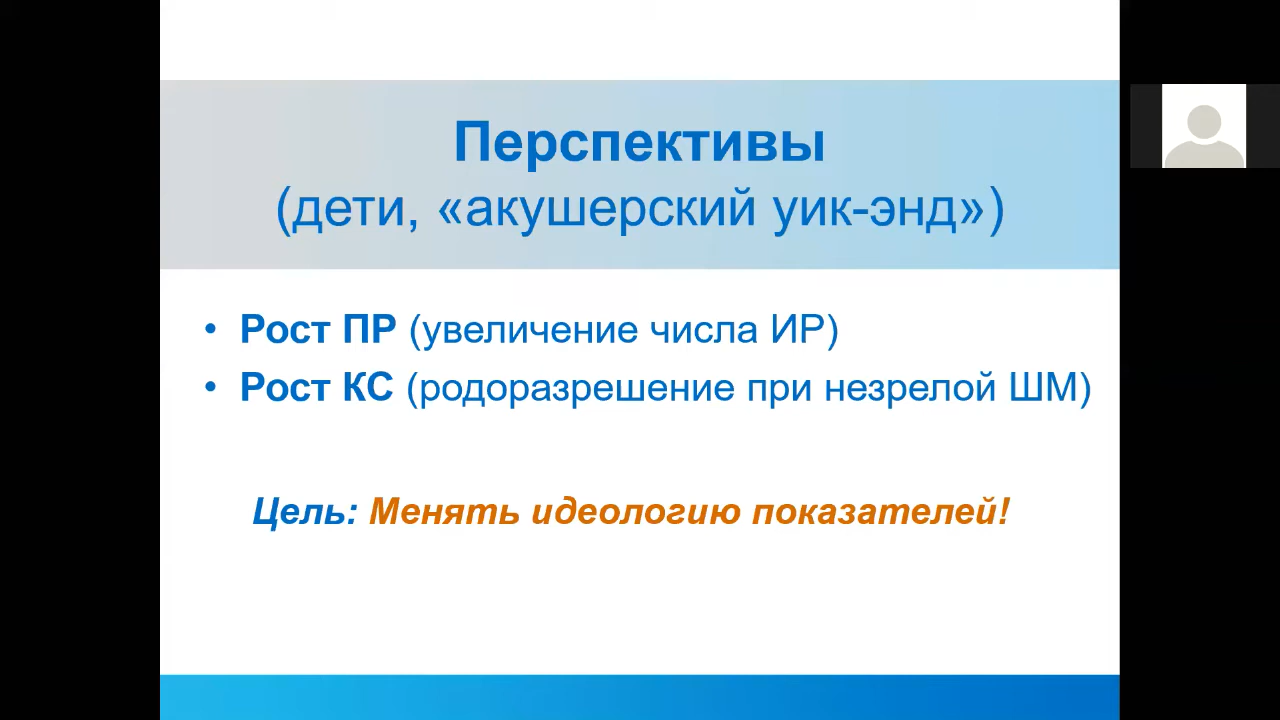 Перспективы
(дети, «акушерский уик-энд»)
• Рост ПР (увеличение числа ИР)
• Рост КС (родоразрешение при незрелой ШМ)
Цель: Менять идеологию показателей!